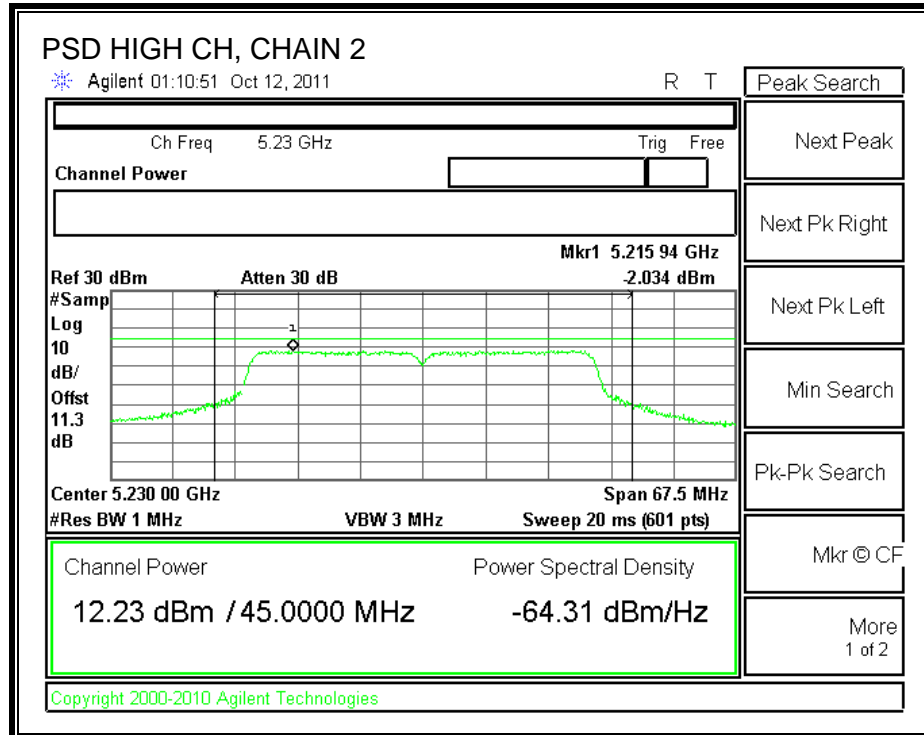 PSD HIGH CH, CHAIN 2
Agilent 01:10:51 Oct 12, 2011 R T
Peak Search
Ch Freq 5.23 GHz Trig Free
Next Peak
Channel Power
Next Pk Right
Mkr1 5.215 94 GHz
Ref 30 dBm Atten 30 dB -2.034 dBm
#Samp
Next Pk Left
Log
1
10
dB/
Min Search
Offst
11.3
dB
Pk-Pk Search
Center 5.230 00 GHz Span 67.5 MHz
#Res BW 1 MHz VBW 3 MHz Sweep 20 ms (601 pts)
Mkr © CF
Channel Power Power Spectral Density
12.23 dBm / 45.0000 MHz -64.31 dBm/Hz
More
1 of 2
Copyright 2000-2010 Agilent Technologies